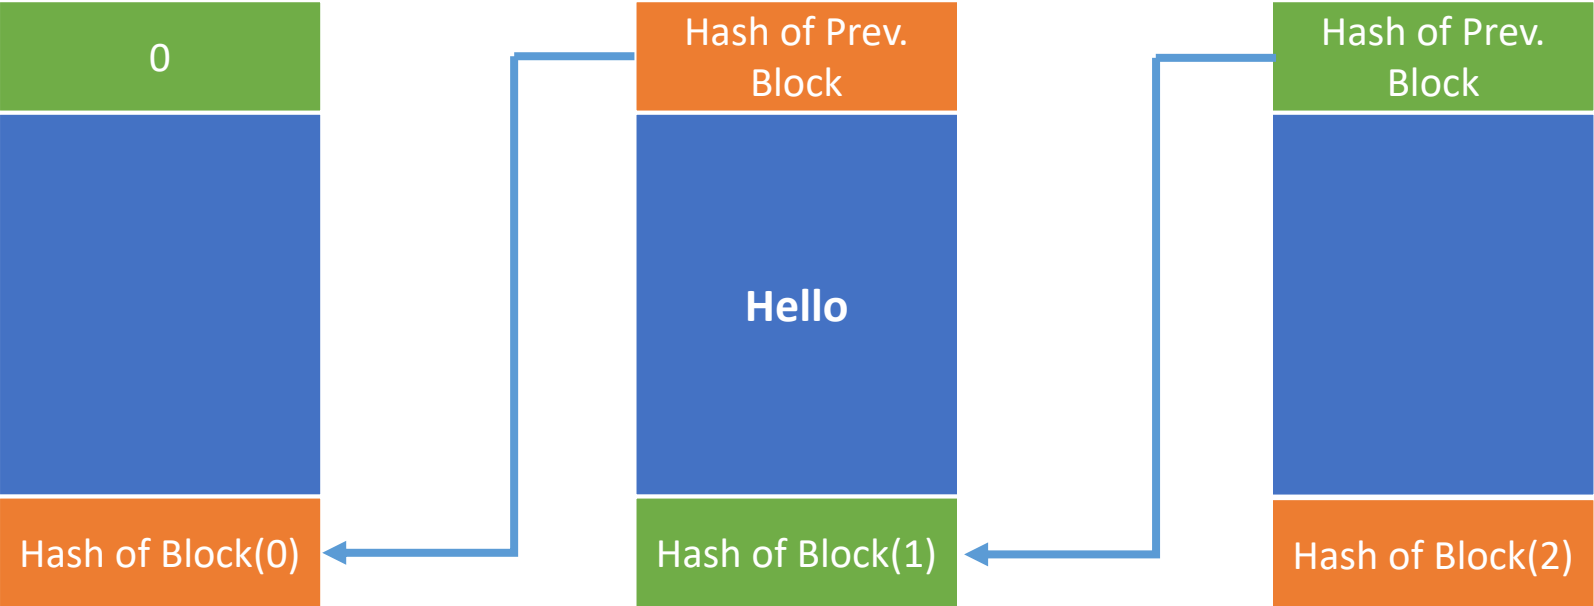 0
Hash of Block(0)
Hash of Prev.
Block
Hello
Hash of Block(1)
Hash of Prev.
Block
Hash of Block(2)